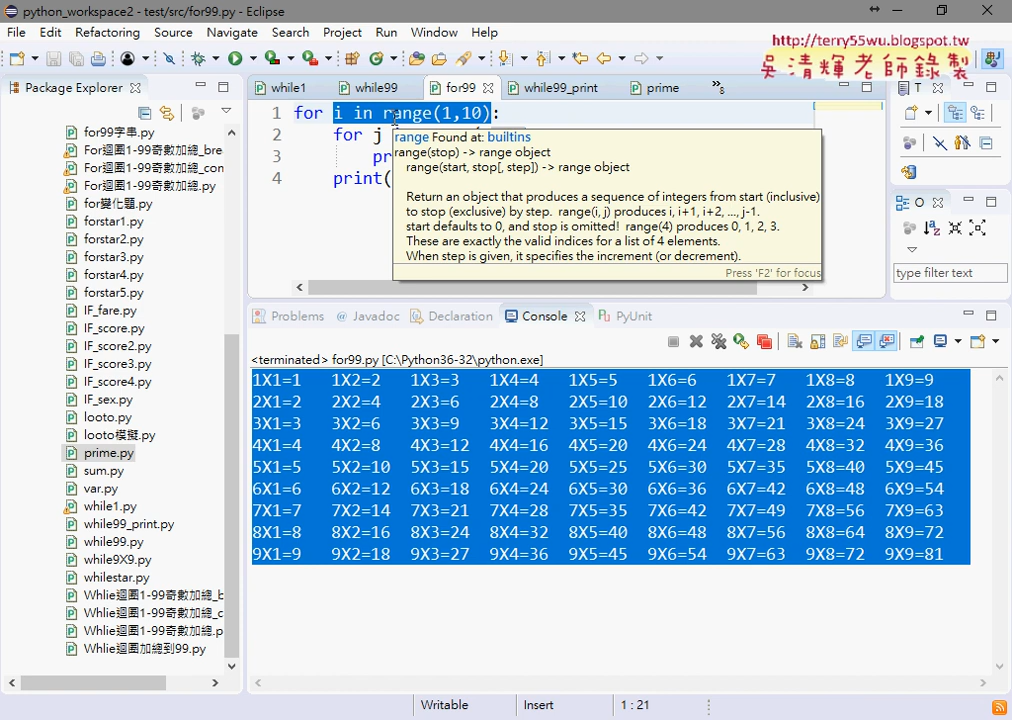 python_workspace2 - test/src/for99.py - Eclipse
File Edit Refactoring Source Navigate Search Project Run Window Help
http://terry55wu.blogspot.tw
吳清輝老師錄製
Package Explorer
while1
while99
for99
while99_print
prime
»5
T
for99字串.py
For迴圈1-99奇數加總_bre
For迴圈1-99奇數加總_con
For迴圈1-99奇數加總.py
for變化題.py
forstar1.py
forstar2.py
forstar3.py
forstar4.py
forstar5.py
IF_fare.py
IF_score.py
IF_score2.py
IF_score3.py
IF_score4.py
IF_sex.py
looto.py
looto模擬.py
prime.py
sum.py
var.py
while1.py
while99_print.py
while99.py
while9X9.py
whilestar.py
Whlie迴圈1-99奇數加總_b
Whlie迴圈1-99奇數加總_c
Whlie迴圈1-99奇數加總.p
Whlie迴圈加總到99.py
1 for i in range(1,10):
2 for j
3 pr
4 print(
range Found at: builtins
range(stop) -> range object
range(start, stop[, step]) -> range object
Return an object that produces a sequence of integers from start (inclusive)
to stop (exclusive) by step. range(i, j) produces i, i+1, i+2, ..., j-1.
start defaults to 0, and stop is omitted! range(4) produces 0, 1, 2, 3.
These are exactly the valid indices for a list of 4 elements.
When step is given, it specifies the increment (or decrement).
Press 'F2' for focus
O
type filter text
Problems @ Javadoc Declaration Console PyUnit
<terminated> for99.py [C:\Python36-32\python.exe]
1X1=1 1X2=2 1X3=3 1X4=4 1X5=5 1X6=6 1X7=7 1X8=8 1X9=9
2X1=2 2X2=4 2X3=6 2X4=8 2X5=10 2X6=12 2X7=14 2X8=16 2X9=18
3X1=3 3X2=6 3X3=9 3X4=12 3X5=15 3X6=18 3X7=21 3X8=24 3X9=27
4X1=4 4X2=8 4X3=12 4X4=16 4X5=20 4X6=24 4X7=28 4X8=32 4X9=36
5X1=5 5X2=10 5X3=15 5X4=20 5X5=25 5X6=30 5X7=35 5X8=40 5X9=45
6X1=6 6X2=12 6X3=18 6X4=24 6X5=30 6X6=36 6X7=42 6X8=48 6X9=54
7X1=7 7X2=14 7X3=21 7X4=28 7X5=35 7X6=42 7X7=49 7X8=56 7X9=63
8X1=8 8X2=16 8X3=24 8X4=32 8X5=40 8X6=48 8X7=56 8X8=64 8X9=72
9X1=9 9X2=18 9X3=27 9X4=36 9X5=45 9X6=54 9X7=63 9X8=72 9X9=81
Writable Insert 1 : 21